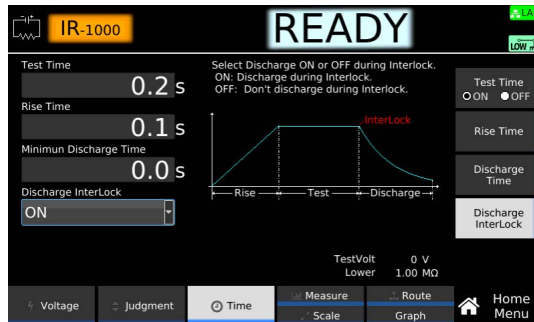 IR-1000
READY
LA
LOW
Test Time
0.2 s
Rise Time
0.1 s
Minimun Discharge Time
0.0 s
Discharge InterLock
ON
Select Discharge ON or OFF during Interlock.
ON: Discharge during Interlock.
OFF: Don't discharge during Interlock.
InterLock
Rise
Test
Discharge
TestVolt 0 V
Lower 1.00 MΩ
Test Time
ON OFF
Rise Time
Discharge
Time
Discharge
InterLock
Voltage
Judgment
Time
Measure
Scale
Route
Graph
Home
Menu